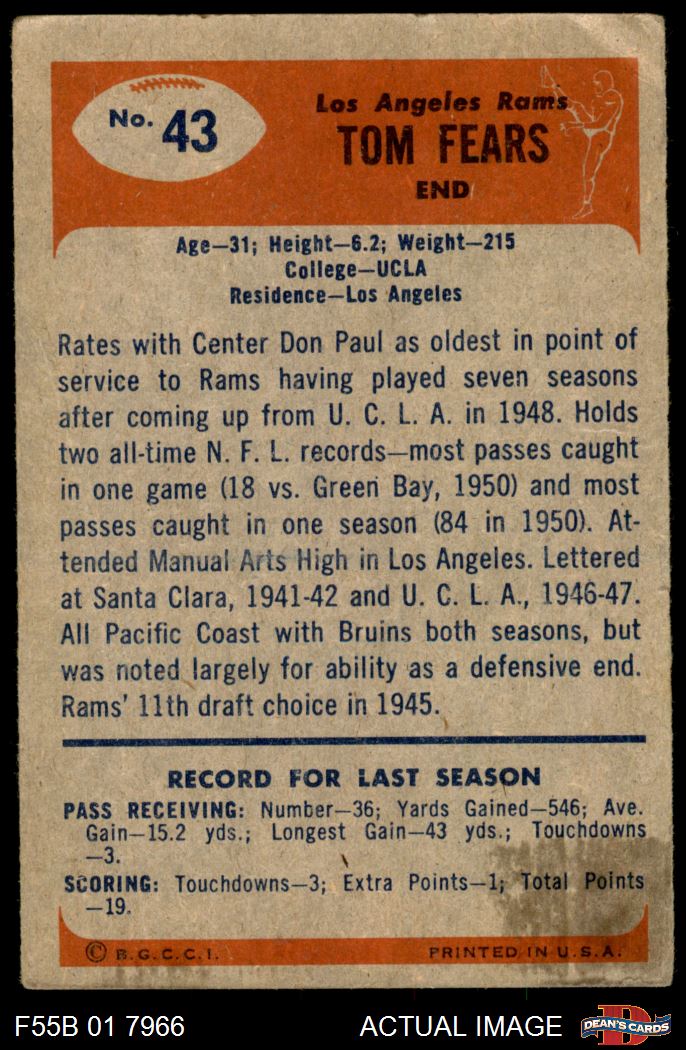 No. 43
Los Angeles Rams
TOM FEARS
END
Age—31; Height—6.2; Weight—215
College—UCLA
Residence—Los Angeles
Rates with Center Don Paul as oldest in point of
service to Rams having played seven seasons
after coming up from U. C. L. A. in 1948. Holds
two all-time N. F. L. records—most passes caught
in one game (18 vs. Green Bay, 1950) and most
passes caught in one season (84 in 1950). At-
tended Manual Arts High in Los Angeles. Lettered
at Santa Clara, 1941-42 and U. C. L. A., 1946-47.
All Pacific Coast with Bruins both seasons, but
was noted largely for ability as a defensive end.
Rams' 11th draft choice in 1945.
RECORD FOR LAST SEASON
PASS RECEIVING: Number—36; Yards Gained—546; Ave.
Gain—15.2 yds.; Longest Gain—43 yds.; Touchdowns
—3.
SCORING: Touchdowns—3; Extra Points—1; Total Points
—19.
© B.G.C.C.I. PRINTED IN U.S.A.
F55B 01 7966 ACTUAL IMAGE D DEAN'S CARDS